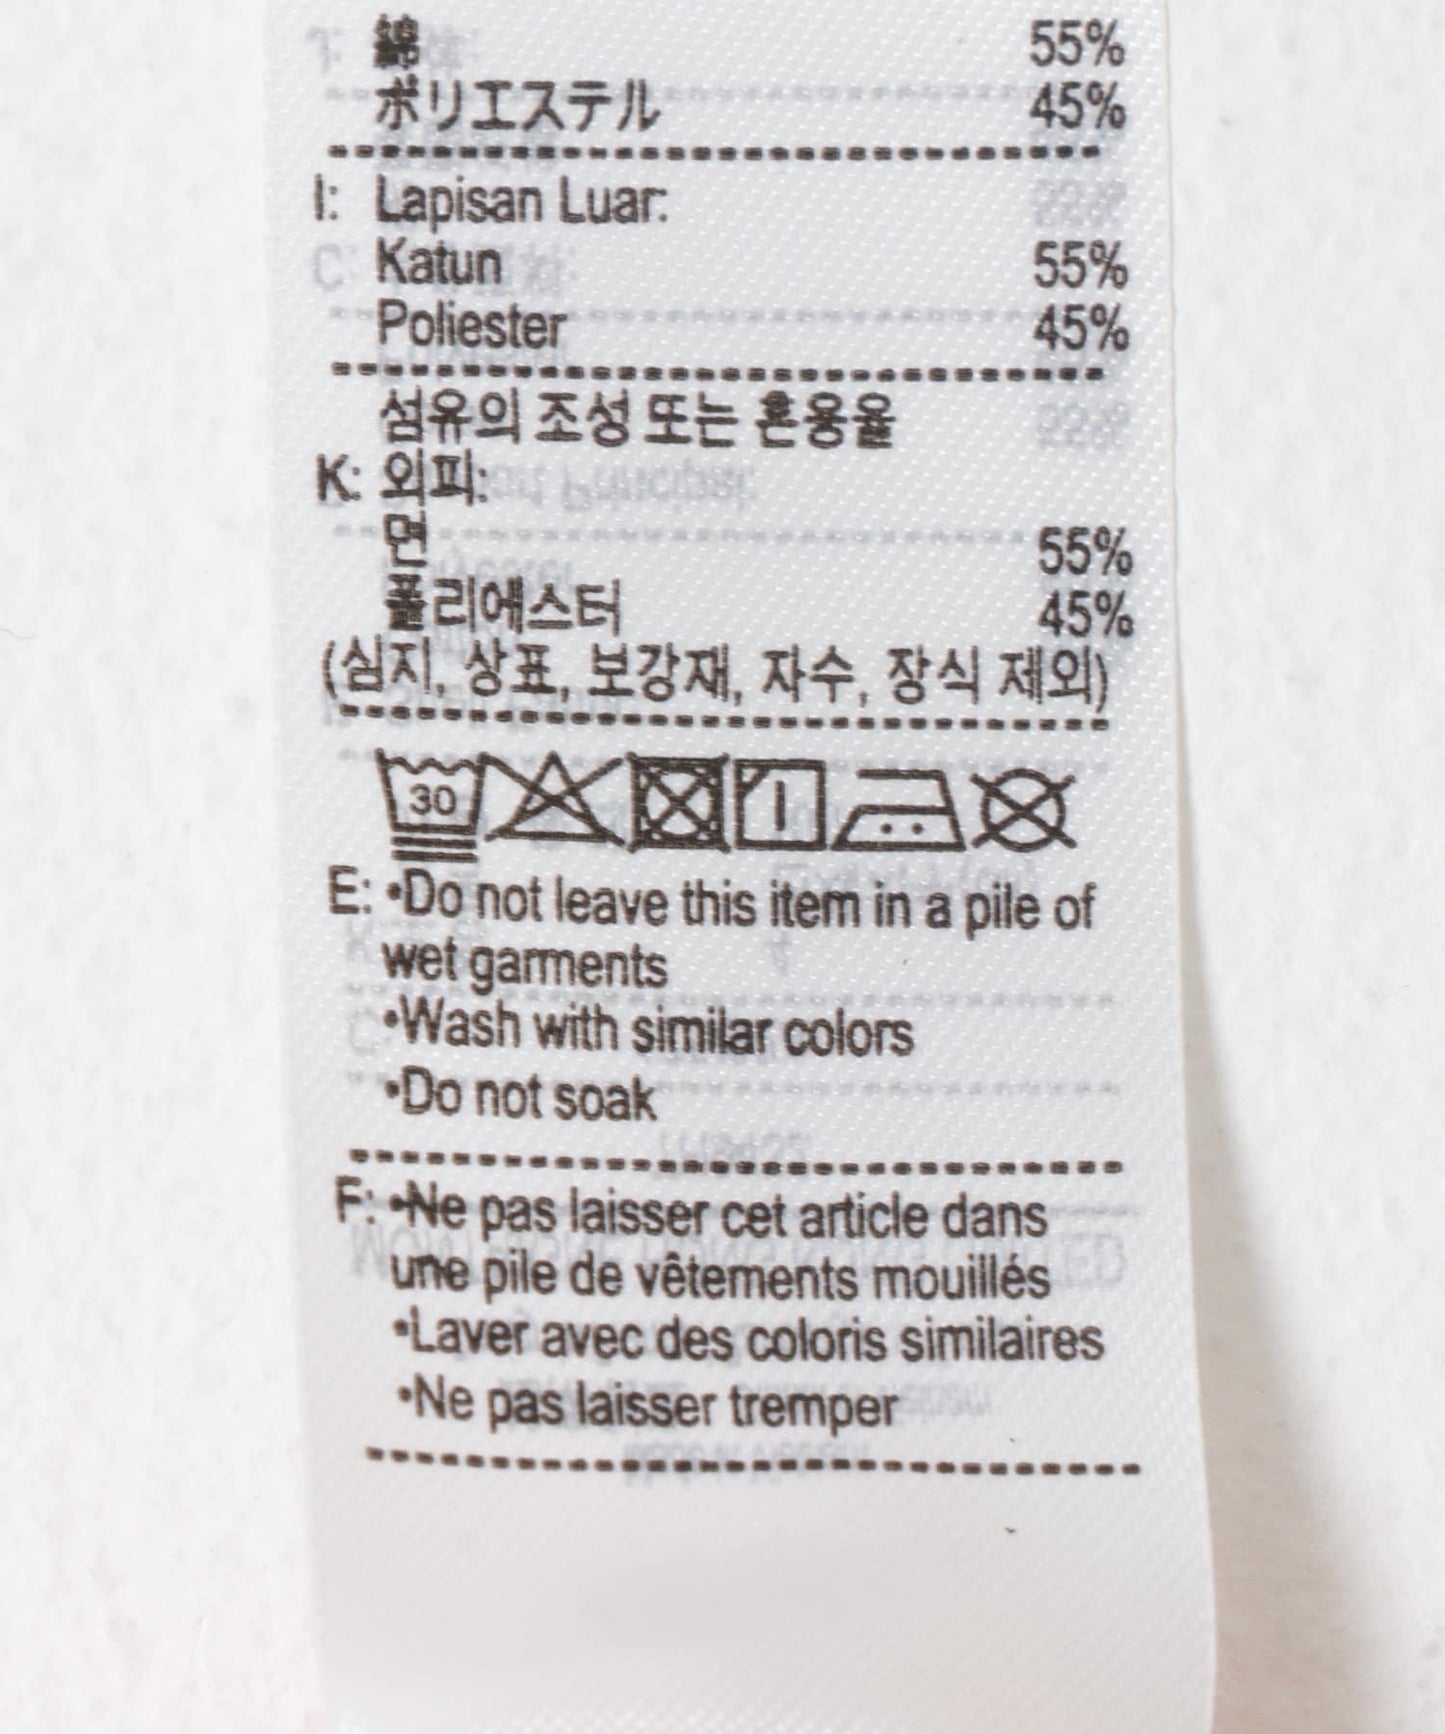 綿 55%
ポリエステル 45%
I: Lapisan Luar:
Katun 55%
Poliester 45%
섬유의 조성 또는 혼용율
K: 외피:
면 55%
폴리에스터 45%
(심지, 상표, 보강재, 자수, 장식 제외)
30
E: •Do not leave this item in a pile of
wet garments
•Wash with similar colors
•Do not soak
F: •Ne pas laisser cet article dans
une pile de vêtements mouillés
•Laver avec des coloris similaires
•Ne pas laisser tremper